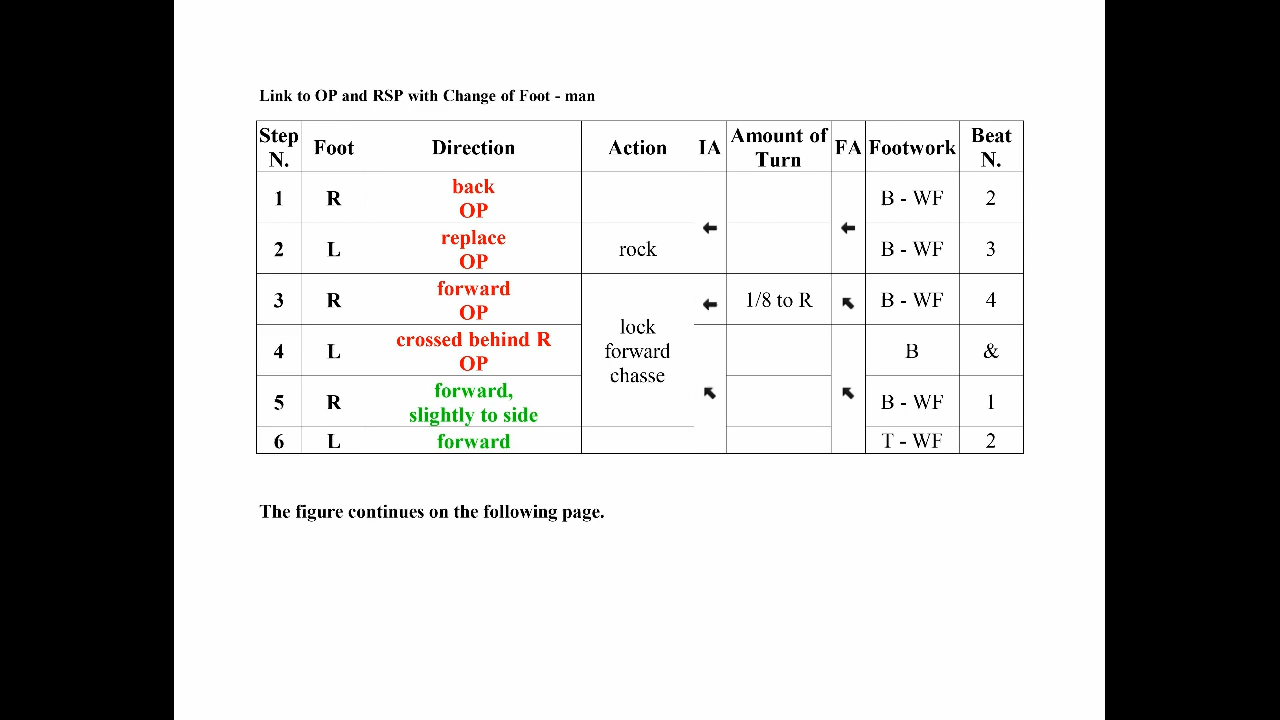 Link to OP and RSP with Change of Foot - man
Step N. Foot Direction Action IA Amount of Turn FA Footwork Beat N.
1 R back OP ← ← B - WF 2
2 L replace OP rock B - WF 3
3 R forward OP lock forward chasse ← 1/8 to R ↖ B - WF 4
4 L crossed behind R OP ↖ ↖ B &
5 R forward, slightly to side B - WF 1
6 L forward T - WF 2
The figure continues on the following page.